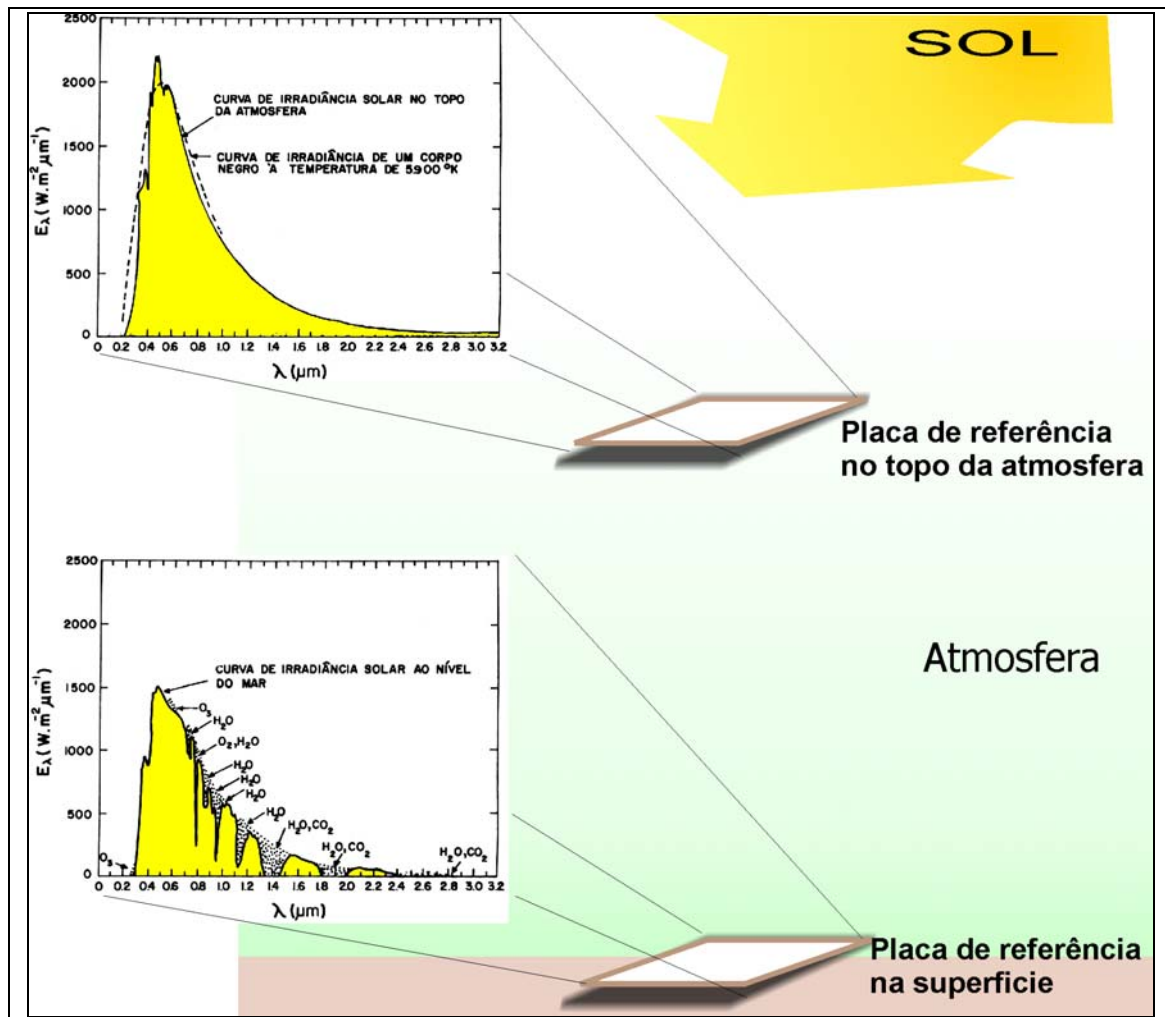 SOL
2500
2000
1500
1000
500
0
Eλ (W.m⁻²μm⁻¹)
CURVA DE IRRADIÂNCIA SOLAR NO TOPO
DA ATMOSFERA
CURVA DE IRRADIÂNCIA DE UM CORPO
NEGRO À TEMPERATURA DE 5.900 °K
0 0.2 0.4 0.6 0.8 1.0 1.2 1.4 1.6 1.8 2.0 2.2 2.4 2.6 2.8 3.0 3.2
λ (μm)
Placa de referência
no topo da atmosfera
2500
2000
1500
1000
500
0
Eλ (W.m⁻²μm⁻¹)
CURVA DE IRRADIÂNCIA SOLAR AO NÍVEL
DO MAR
O₃
H₂O
O₂,H₂O
H₂O
H₂O
H₂O
H₂O
H₂O,CO₂
H₂O,CO₂
H₂O,CO₂
O₃
0 0.2 0.4 0.6 0.8 1.0 1.2 1.4 1.6 1.8 2.0 2.2 2.4 2.6 2.8 3.0 3.2
λ (μm)
Atmosfera
Placa de referência
na superficie